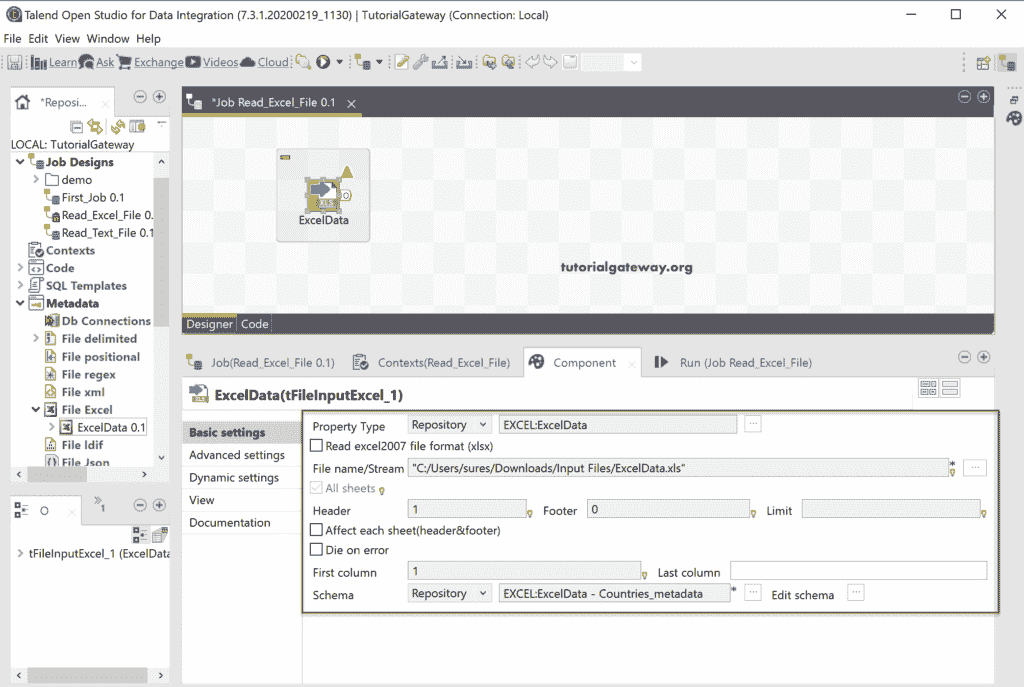 Talend Open Studio for Data Integration (7.3.1.20200219_1130) | TutorialGateway (Connection: Local)
File Edit View Window Help
Learn Ask Exchange Videos Cloud
*Reposi...
LOCAL: TutorialGateway
Job Designs
demo
First_Job 0.1
Read_Excel_File 0.
Read_Text_File 0.1
Contexts
Code
SQL Templates
Metadata
Db Connections
File delimited
File positional
File regex
File xml
File Excel
ExcelData 0.1
File ldif
File Json
O
1
tFileInputExcel_1 (ExcelData
*Job Read_Excel_File 0.1
XLS
ExcelData
tutorialgateway.org
Designer Code
Job(Read_Excel_File 0.1) Contexts(Read_Excel_File) Component Run (Job Read_Excel_File)
ExcelData(tFileInputExcel_1)
Basic settings
Advanced settings
Dynamic settings
View
Documentation
Property Type Repository EXCEL:ExcelData ...
Read excel2007 file format (xlsx)
File name/Stream "C:/Users/sures/Downloads/Input Files/ExcelData.xls" * ...
All sheets
Header 1 Footer 0 Limit
Affect each sheet(header&footer)
Die on error
First column 1 Last column
Schema Repository EXCEL:ExcelData - Countries_metadata * ... Edit schema ...